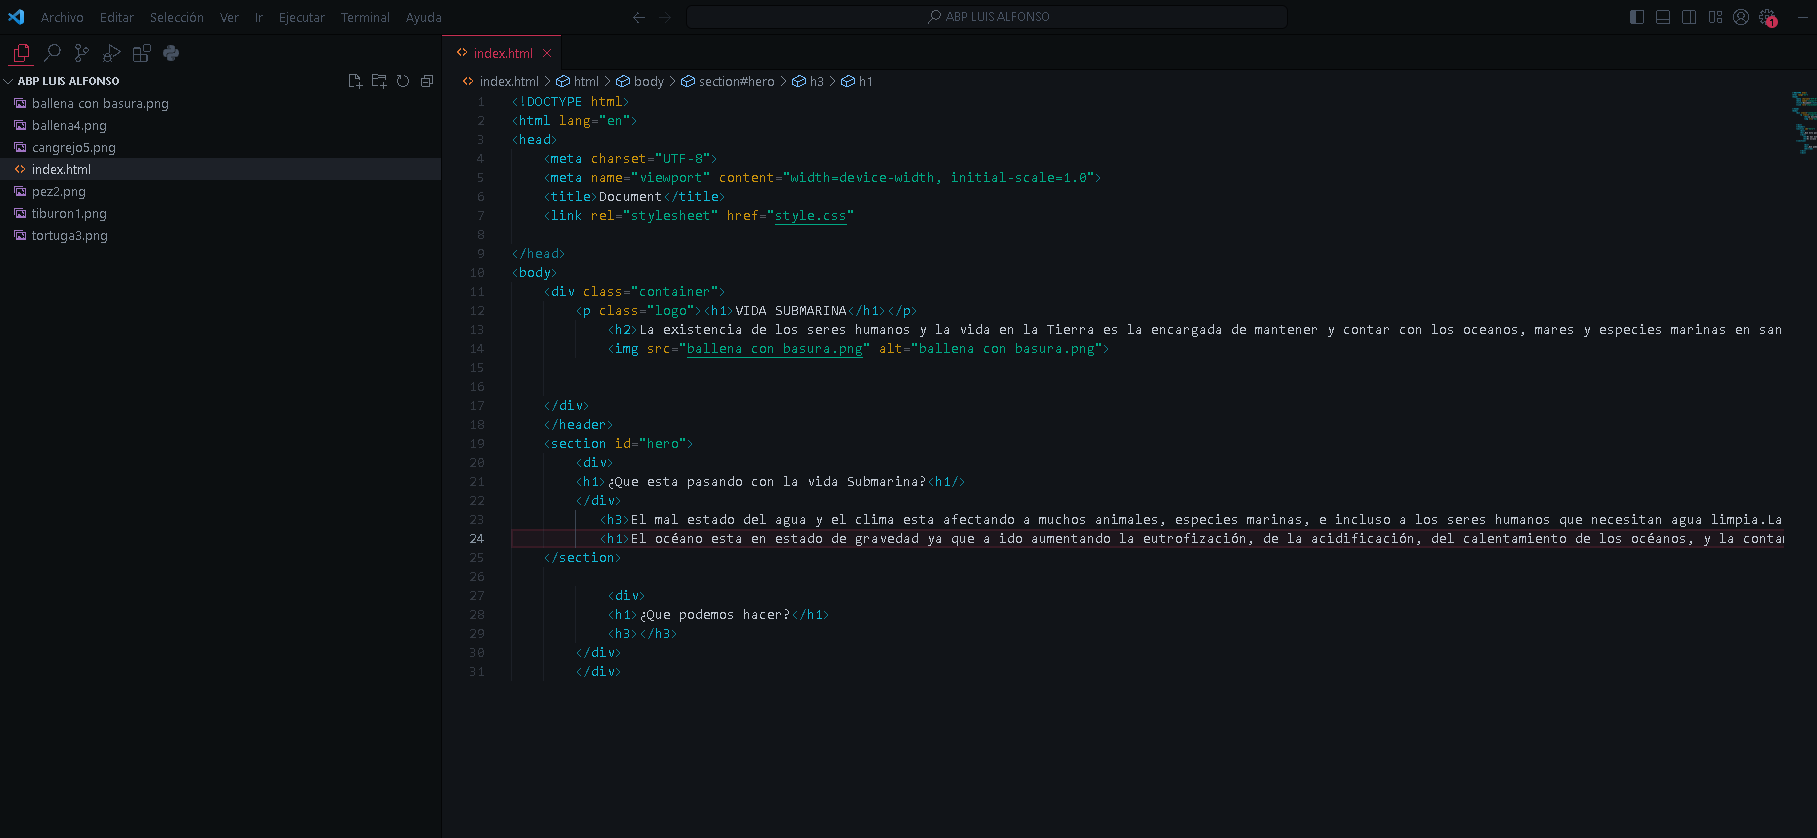 Archivo Editar Selección Ver Ir Ejecutar Terminal Ayuda
ABP LUIS ALFONSO
1
ABP LUIS ALFONSO
ballena con basura.png
ballena4.png
cangrejo5.png
index.html
pez2.png
tiburon1.png
tortuga3.png
index.html
index.html > html > body > section#hero > h3 > h1
1 <!DOCTYPE html>
2 <html lang="en">
3 <head>
4 <meta charset="UTF-8">
5 <meta name="viewport" content="width=device-width, initial-scale=1.0">
6 <title>Document</title>
7 <link rel="stylesheet" href="style.css"
8
9 </head>
10 <body>
11 <div class="container">
12 <p class="logo"><h1>VIDA SUBMARINA</h1></p>
13 <h2>La existencia de los seres humanos y la vida en la Tierra es la encargada de mantener y contar con los oceanos, mares y especies marinas en san
14 <img src="ballena con basura.png" alt="ballena con basura.png">
15
16
17 </div>
18 </header>
19 <section id="hero">
20 <div>
21 <h1>¿Que esta pasando con la vida Submarina?<h1/>
22 </div>
23 <h3>El mal estado del agua y el clima esta afectando a muchos animales, especies marinas, e incluso a los seres humanos que necesitan agua limpia.La
24 <h1>El océano esta en estado de gravedad ya que a ido aumentando la eutrofización, de la acidificación, del calentamiento de los océanos, y la contam
25 </section>
26
27 <div>
28 <h1>¿Que podemos hacer?</h1>
29 <h3></h3>
30 </div>
31 </div>